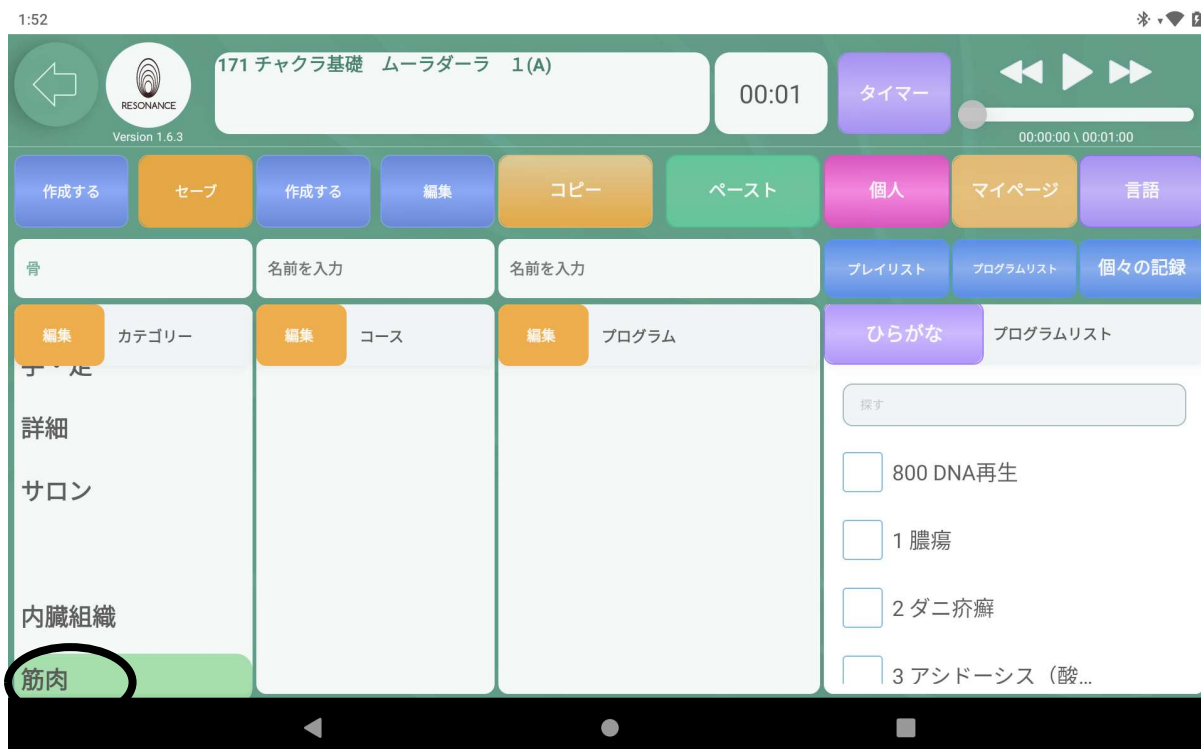 1:52
RESONANCE
Version 1.6.3
171 チャクラ基礎　ムーラダーラ　１(A)
00:01
タイマー
00:00:00 \ 00:01:00
作成する
セーブ
作成する
編集
コピー
ペースト
個人
マイページ
言語
骨
名前を入力
名前を入力
プレイリスト
プログラムリスト
個々の記録
編集
カテゴリー
編集
コース
編集
プログラム
ひらがな
プログラムリスト
手・足
詳細
サロン
内臓組織
筋肉
探す
800 DNA再生
1 膿瘍
2 ダニ疥癬
3 アシドーシス（酸...